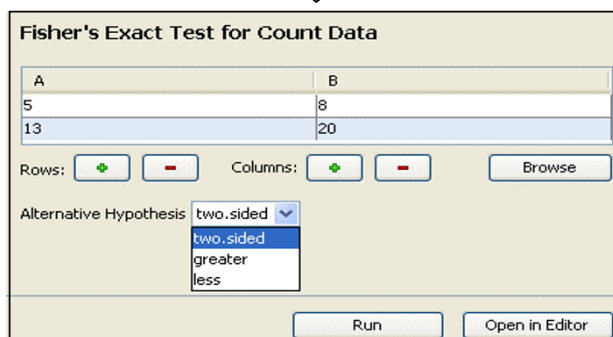 Fisher's Exact Test for Count Data
A B
5 8
13 20
Rows: + - Columns: + - Browse
Alternative Hypothesis two.sided
two.sided
greater
less
Run Open in Editor